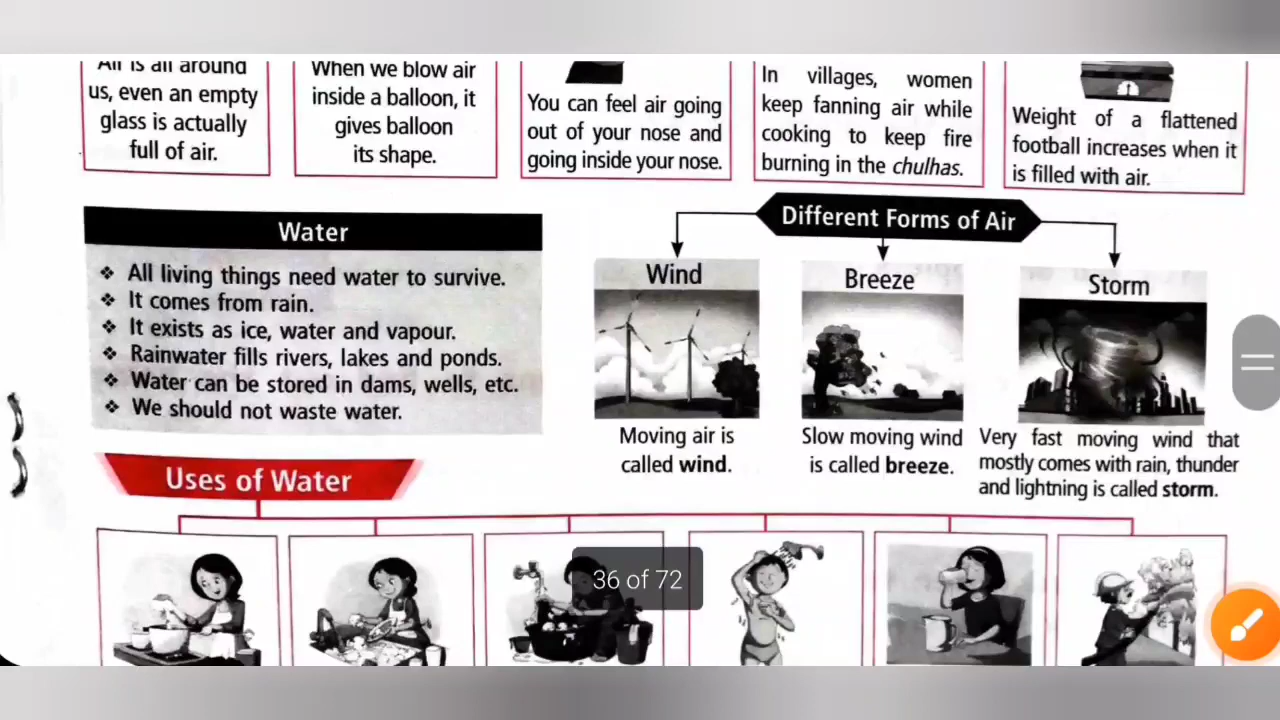 Air is all around
us, even an empty
glass is actually
full of air.
When we blow air
inside a balloon, it
gives balloon
its shape.
You can feel air going
out of your nose and
going inside your nose.
In villages, women
keep fanning air while
cooking to keep fire
burning in the chulhas.
Weight of a flattened
football increases when it
is filled with air.
Water
❖ All living things need water to survive.
❖ It comes from rain.
❖ It exists as ice, water and vapour.
❖ Rainwater fills rivers, lakes and ponds.
❖ Water can be stored in dams, wells, etc.
❖ We should not waste water.
Different Forms of Air
Wind
Moving air is
called wind.
Breeze
Slow moving wind
is called breeze.
Storm
Very fast moving wind that
mostly comes with rain, thunder
and lightning is called storm.
Uses of Water
36 of 72